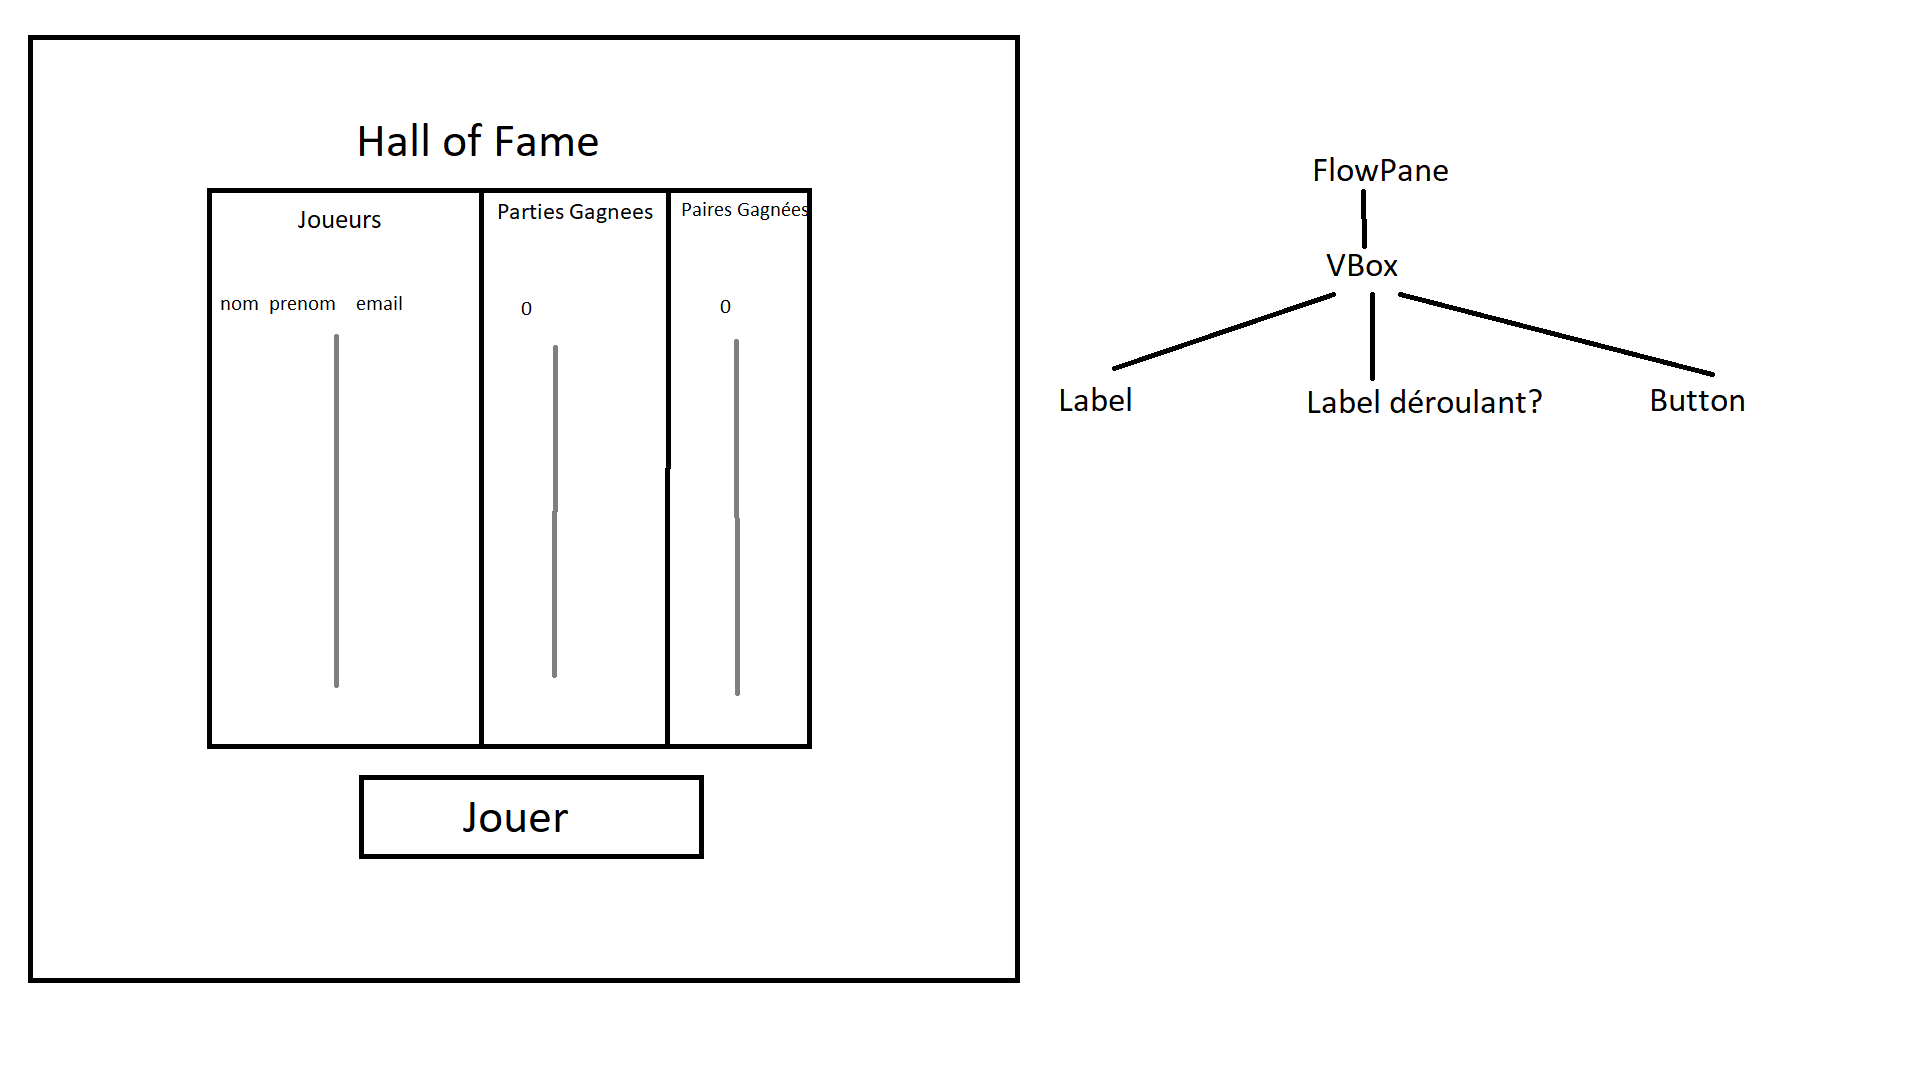 Hall of Fame
Joueurs
Parties Gagnees
Paires Gagnées
nom prenom email
0
0
Jouer
FlowPane
VBox
Label
Label déroulant?
Button